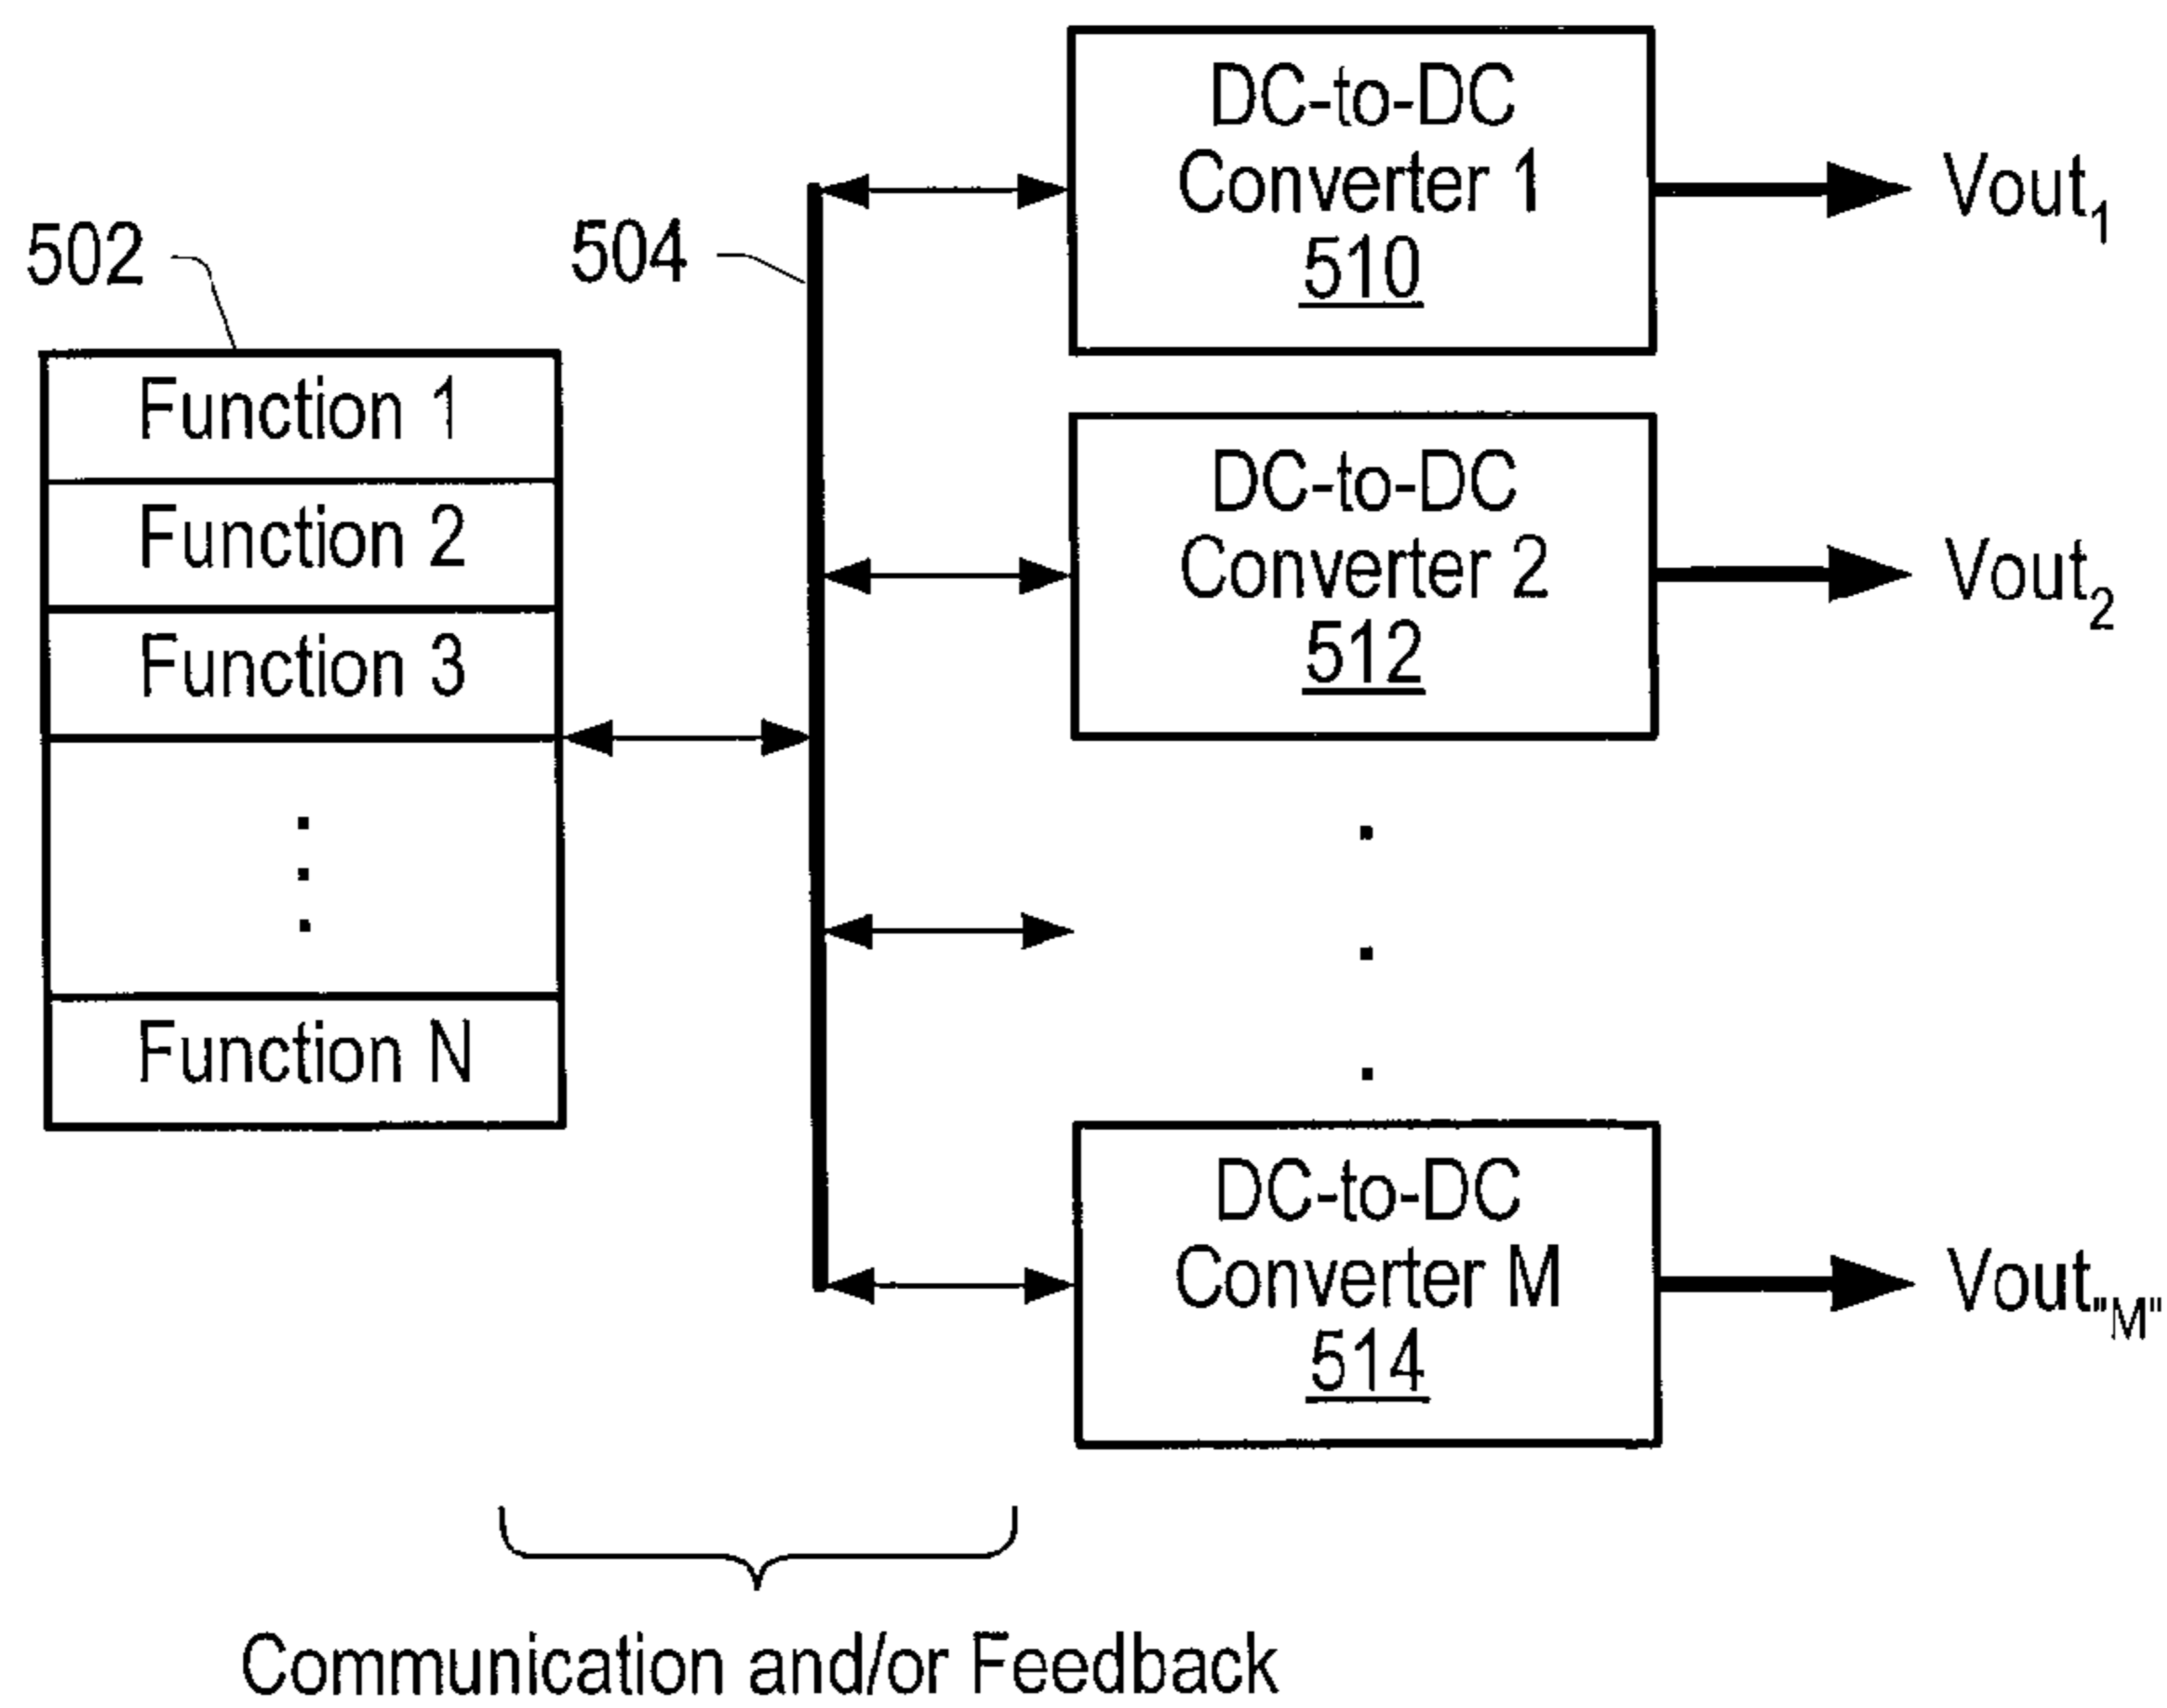 502
Function 1
Function 2
Function 3
Function N
504
DC-to-DC
Converter 1
510
Vout1
DC-to-DC
Converter 2
512
Vout2
DC-to-DC
Converter M
514
Vout"M"
Communication and/or Feedback